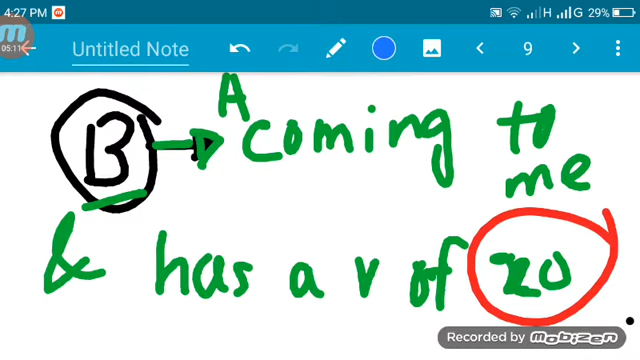 4:27 PM H G 29%
05:11 Untitled Note 9
B → A coming to
me
& has a v of 20
Recorded by mobizen